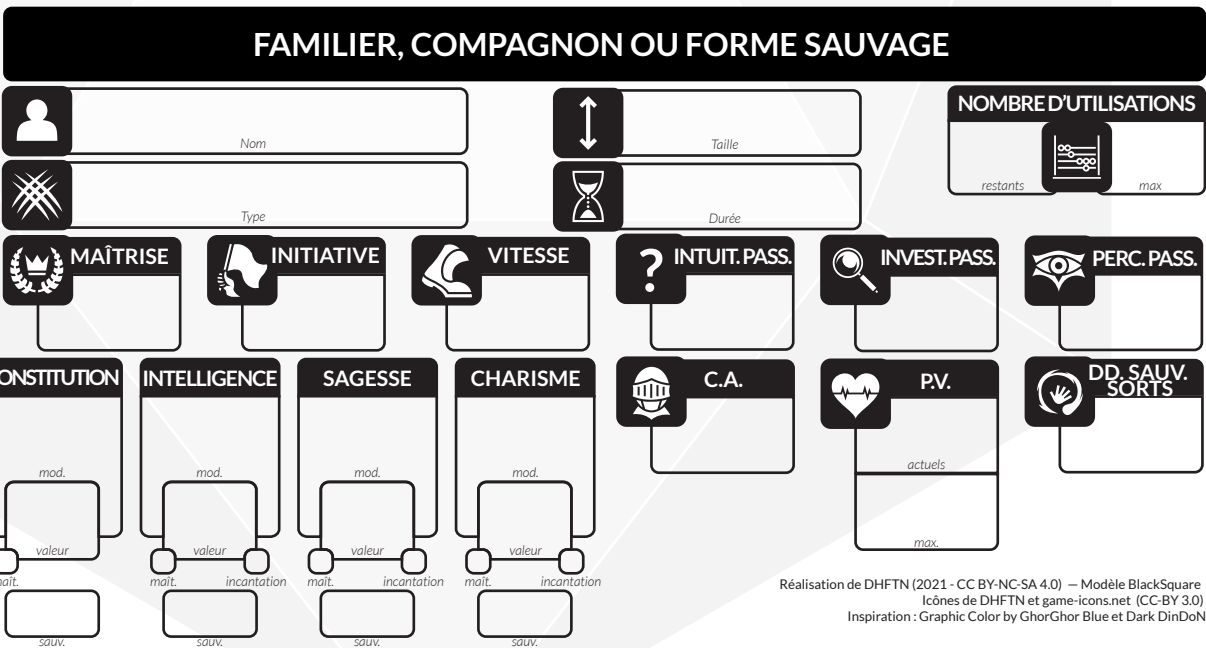 FAMILIER, COMPAGNON OU FORME SAUVAGE
Nom
Taille
NOMBRE D'UTILISATIONS
restants
max
Type
Durée
MAÎTRISE
INITIATIVE
VITESSE
?
INTUIT. PASS.
INVEST. PASS.
PERC. PASS.
ONSTITUTION
INTELLIGENCE
SAGESSE
CHARISME
C.A.
P.V.
DD. SAUV.
SORTS
mod.
mod.
mod.
mod.
actuels
valeur
valeur
valeur
valeur
max.
maît.
maît.
incantation
maît.
incantation
maît.
incantation
sauv.
sauv.
sauv.
sauv.
Réalisation de DHFTN (2021 - CC BY-NC-SA 4.0) — Modèle BlackSquare
Icônes de DHFTN et game-icons.net (CC-BY 3.0)
Inspiration : Graphic Color by GhorGhor Blue et Dark DinDoN